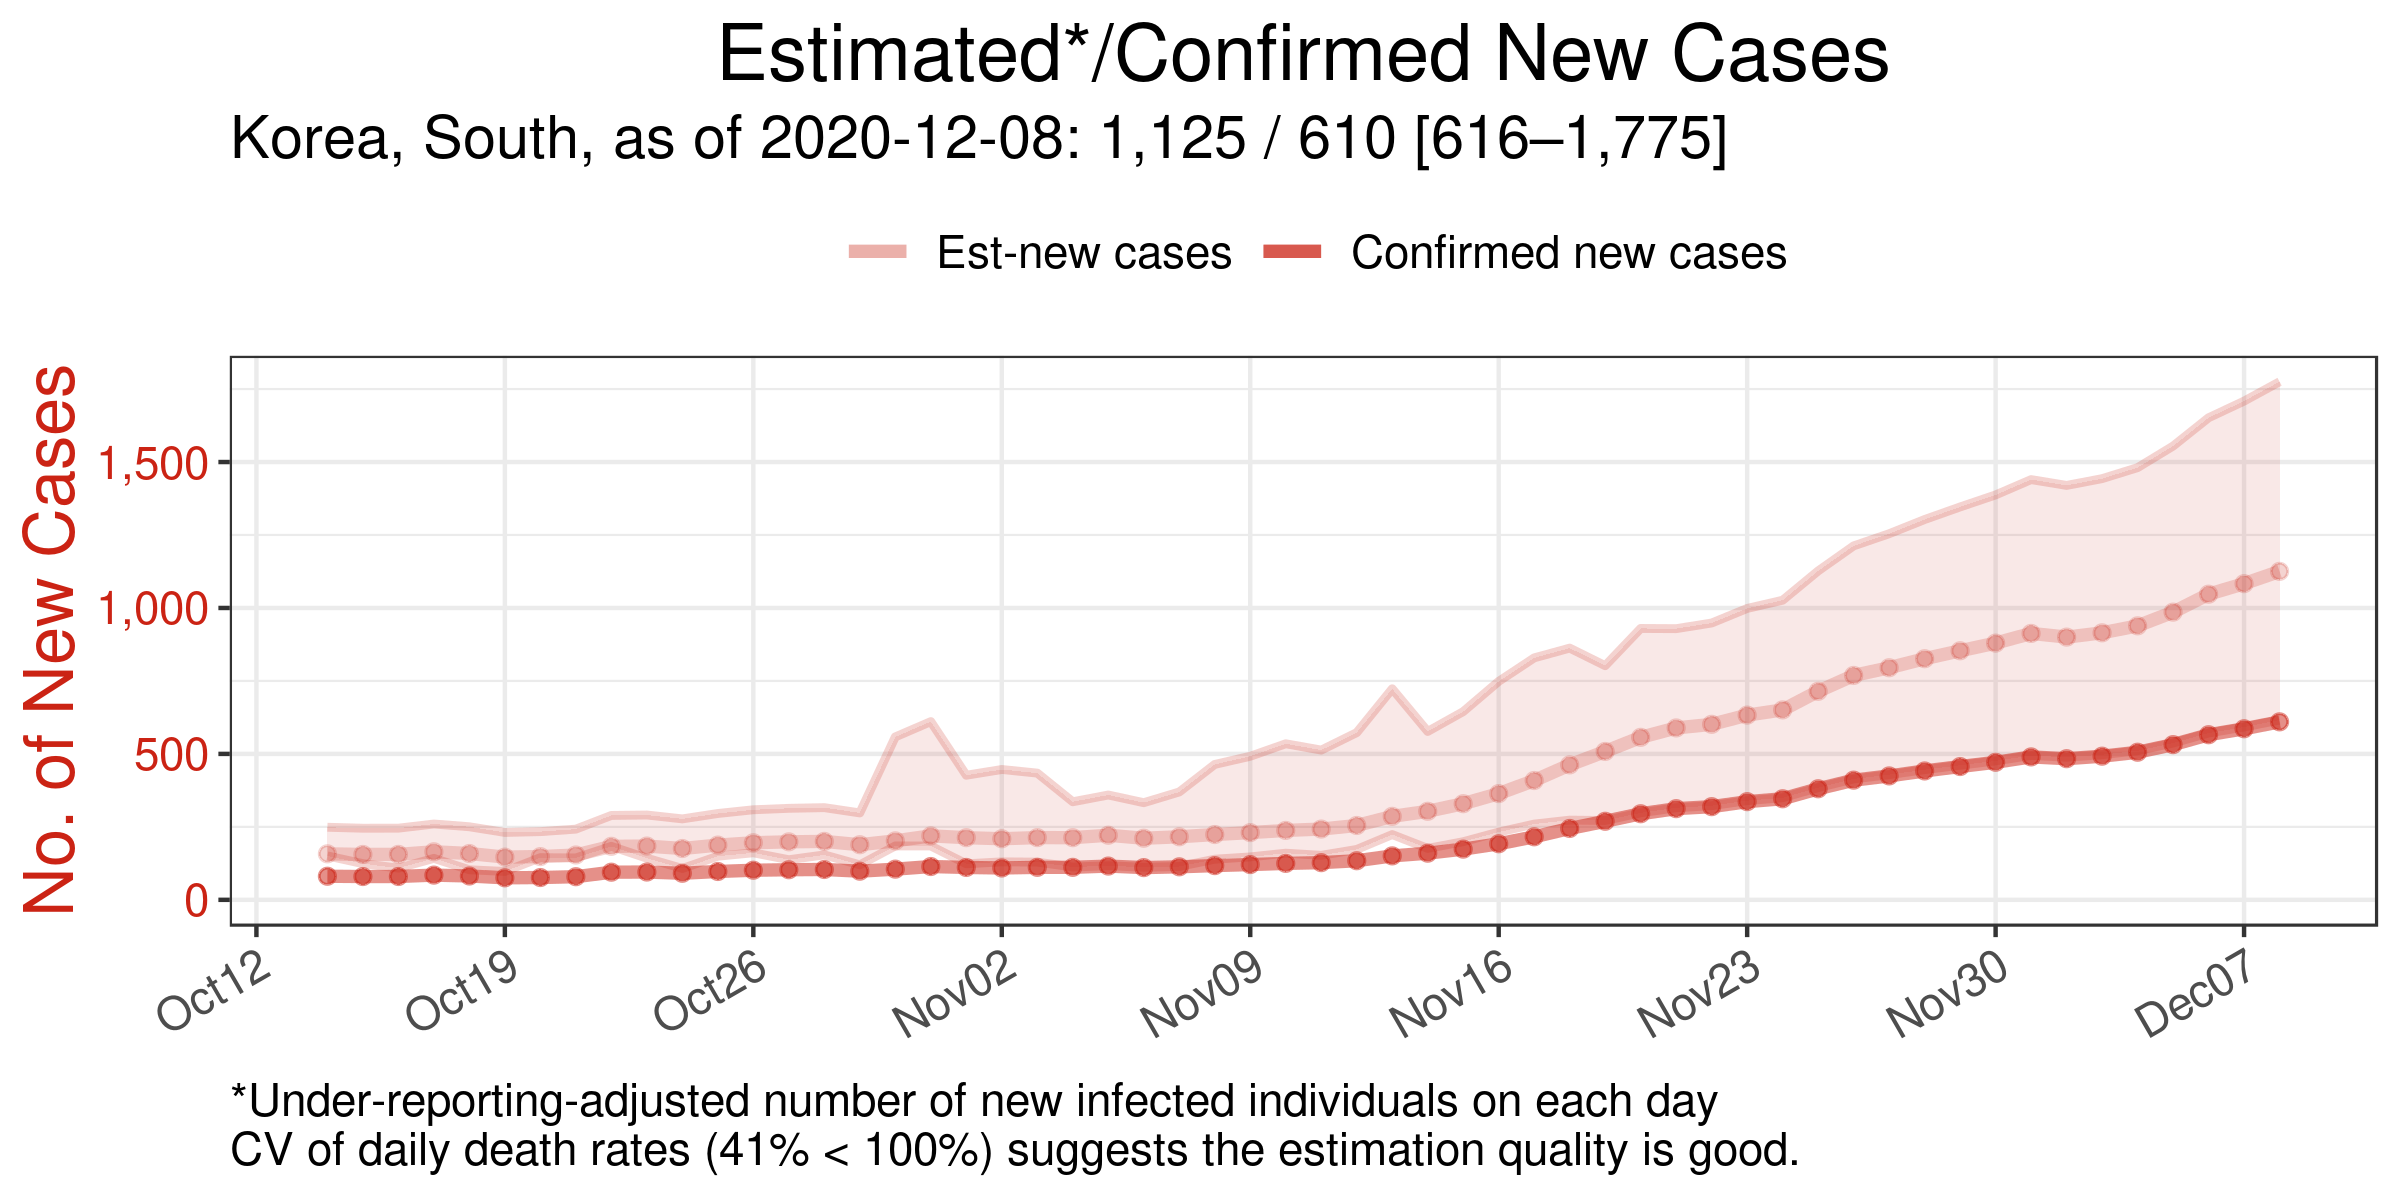 Estimated*/Confirmed New Cases
Korea, South, as of 2020-12-08: 1,125 / 610 [616–1,775]
Est-new cases Confirmed new cases
No. of New Cases
1,500
1,000
500
0
Oct12 Oct19 Oct26 Nov02 Nov09 Nov16 Nov23 Nov30 Dec07
*Under-reporting-adjusted number of new infected individuals on each day
CV of daily death rates (41% < 100%) suggests the estimation quality is good.